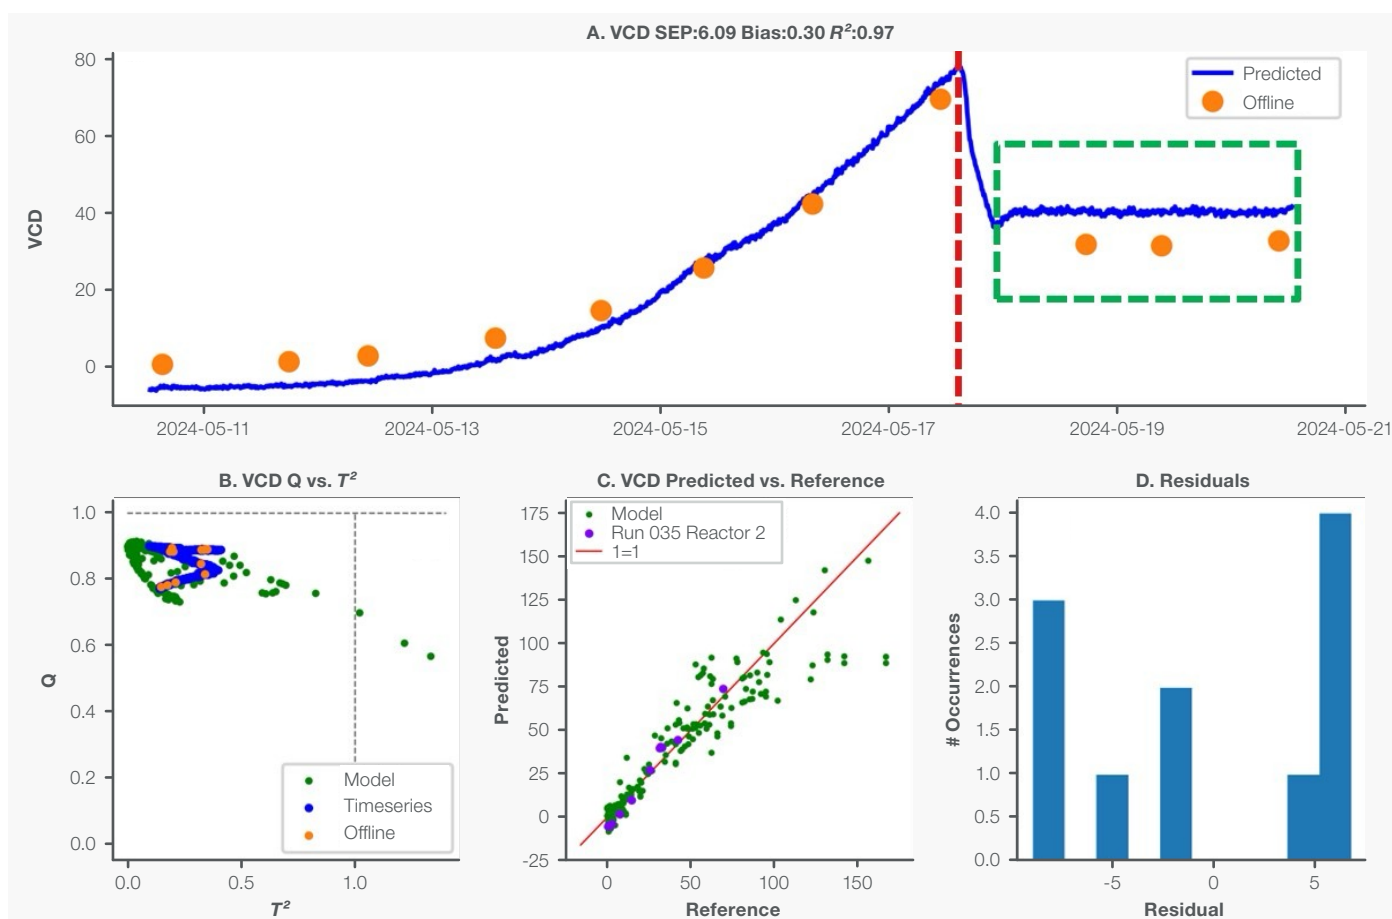 A. VCD SEP:6.09 Bias:0.30 R²:0.97
VCD
80
60
40
20
0
Predicted
Offline
2024-05-11
2024-05-13
2024-05-15
2024-05-17
2024-05-19
2024-05-21
B. VCD Q vs. T²
Q
1.0
0.8
0.6
0.4
0.2
0.0
Model
Timeseries
Offline
0.0
0.5
1.0
T²
C. VCD Predicted vs. Reference
Predicted
175
150
125
100
75
50
25
0
-25
Model
Run 035 Reactor 2
1=1
0
50
100
150
Reference
D. Residuals
# Occurrences
4.0
3.5
3.0
2.5
2.0
1.5
1.0
0.5
0.0
-5
0
5
Residual